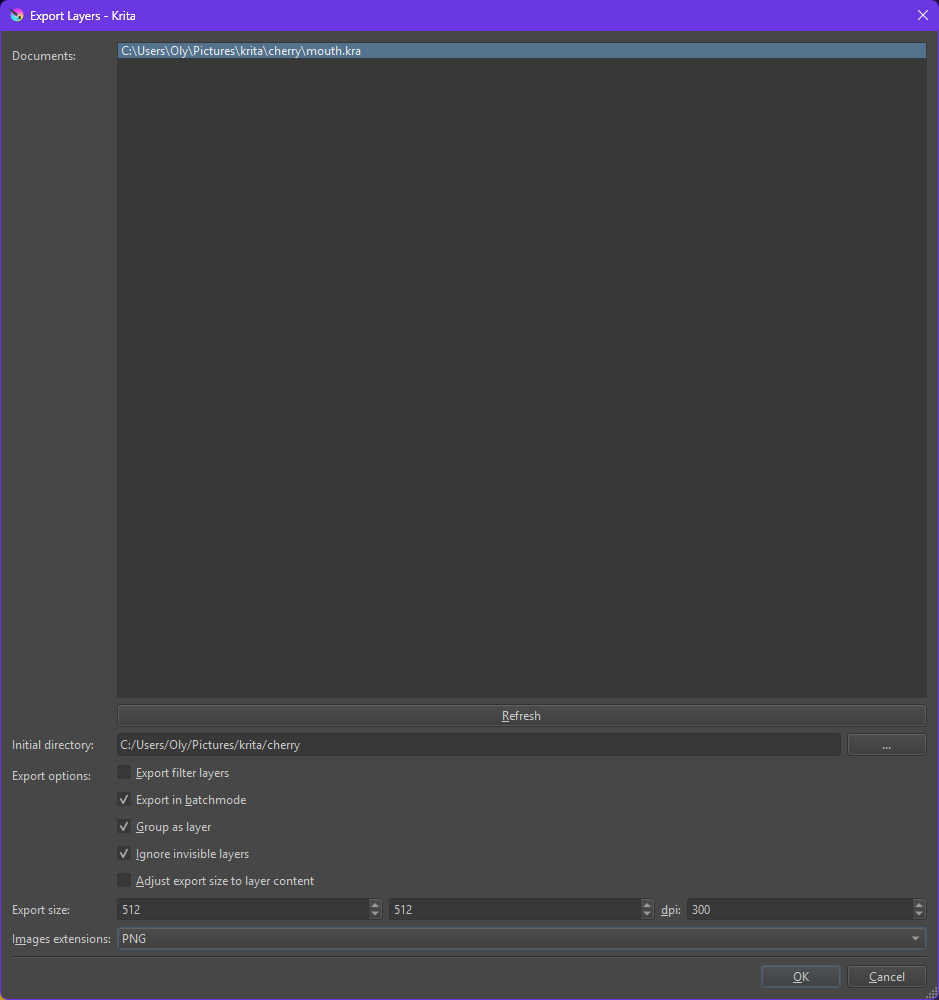 Export Layers - Krita
Documents:
C:\Users\Oly\Pictures\krita\cherry\mouth.kra
Refresh
Initial directory:
C:/Users/Oly/Pictures/krita/cherry
...
Export options:
Export filter layers
Export in batchmode
Group as layer
Ignore invisible layers
Adjust export size to layer content
Export size:
512
512
dpi:
300
Images extensions:
PNG
OK
Cancel